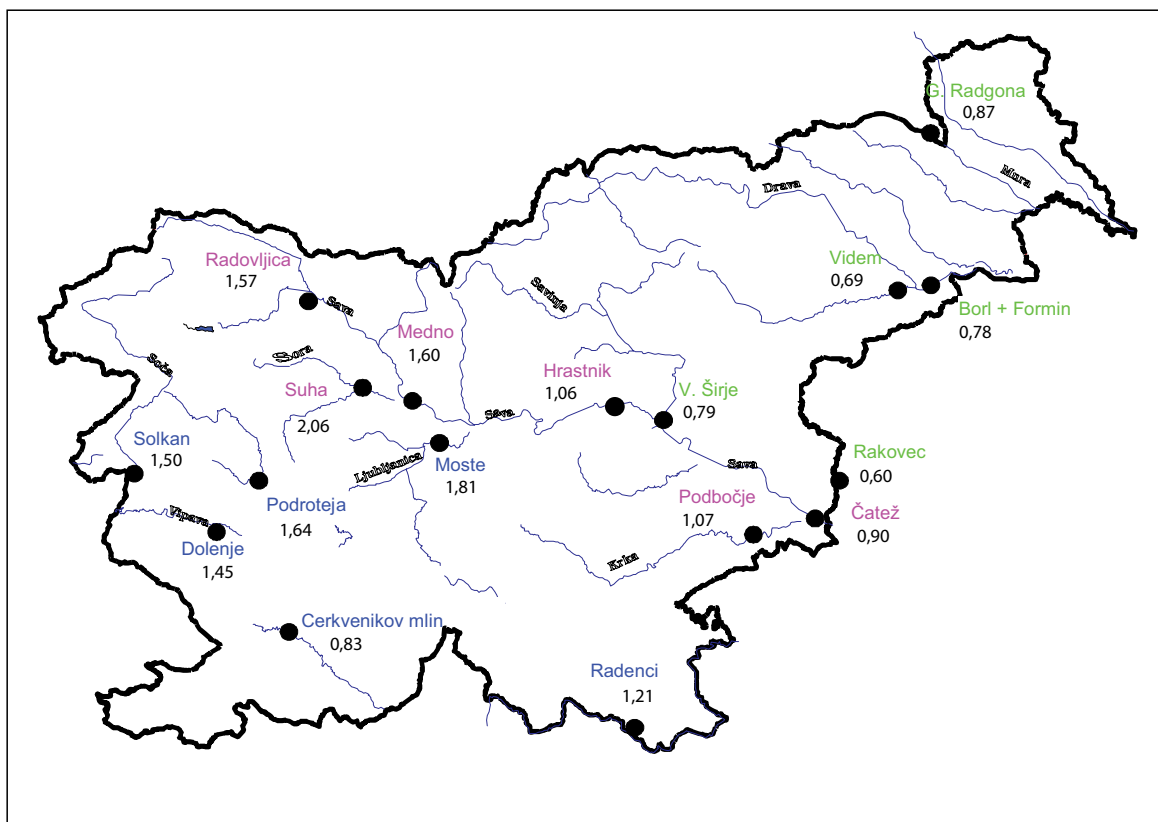 G. Radgona
0,87
Mura
Drava
Videm
0,69
Borl + Formin
0,78
Radovljica
1,57
Sava
Savinja
Medno
1,60
Soča
Sora
Suha
2,06
Hrastnik
1,06
V. Širje
0,79
Sava
Solkan
1,50
Ljubljanica
Moste
1,81
Sava
Rakovec
0,60
Podroteja
1,64
Podbočje
1,07
Čatež
0,90
Vipava
Dolenje
1,45
Krka
Cerkvenikov mlin
0,83
Radenci
1,21